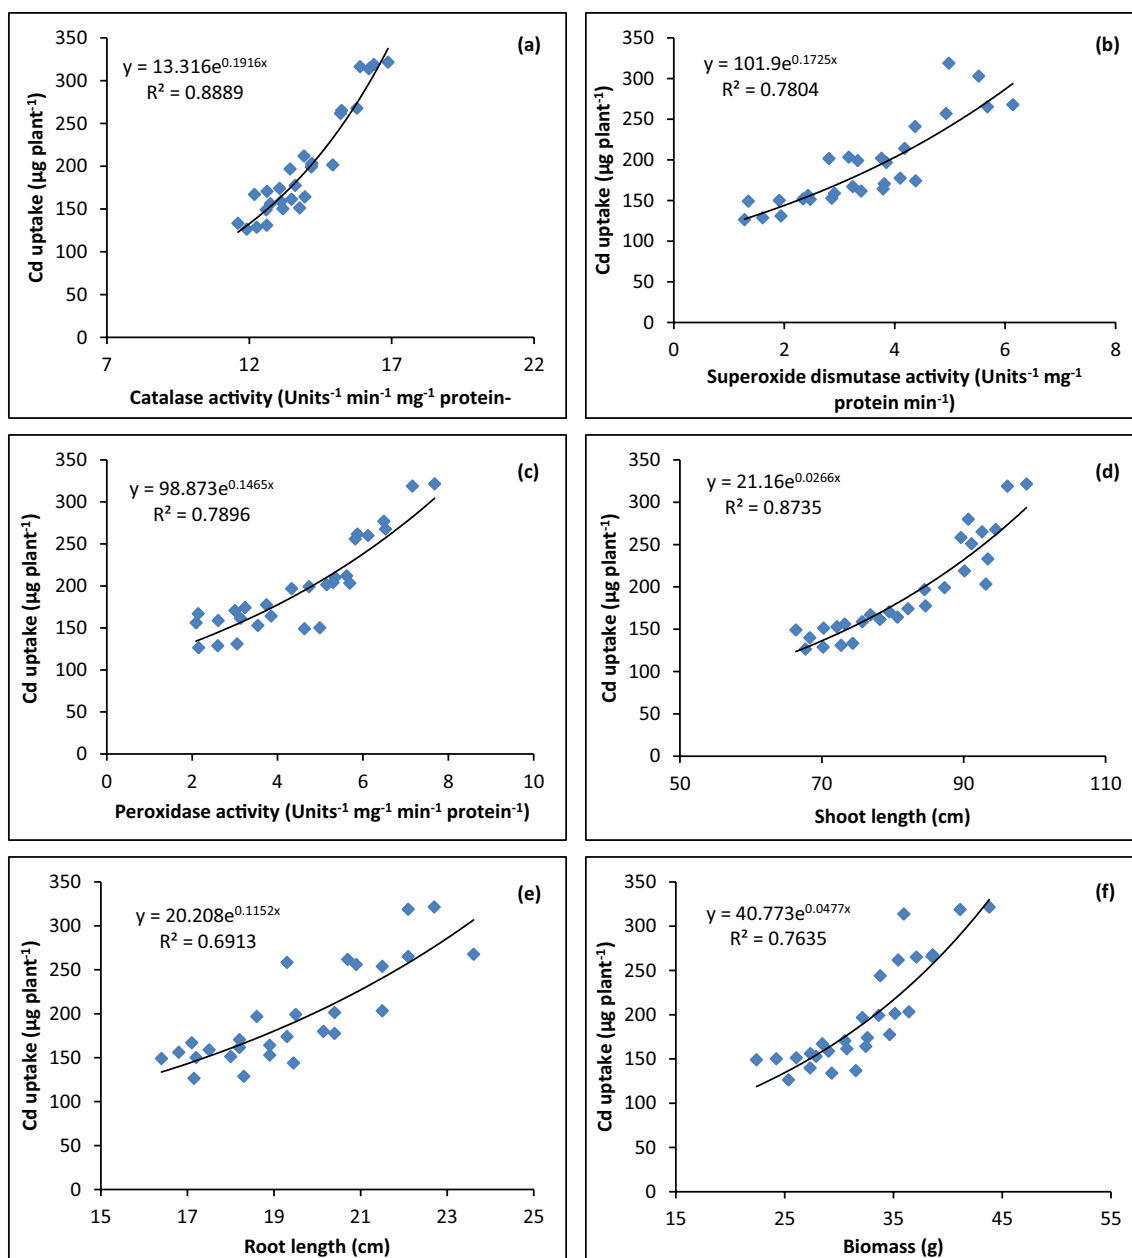 (a)
y = 13.316e^0.1916x
R² = 0.8889
350
300
250
200
150
100
50
0
7 12 17 22
Cd uptake (µg plant⁻¹)
Catalase activity (Units⁻¹ min⁻¹ mg⁻¹ protein-
(b)
y = 101.9e^0.1725x
R² = 0.7804
350
300
250
200
150
100
50
0
0 2 4 6 8
Cd uptake (µg plant⁻¹)
Superoxide dismutase activity (Units⁻¹ mg⁻¹
protein min⁻¹)
(c)
y = 98.873e^0.1465x
R² = 0.7896
350
300
250
200
150
100
50
0
0 2 4 6 8 10
Cd uptake (µg plant⁻¹)
Peroxidase activity (Units⁻¹ mg⁻¹ min⁻¹ protein⁻¹)
(d)
y = 21.16e^0.0266x
R² = 0.8735
350
300
250
200
150
100
50
0
50 70 90 110
Cd uptake (µg plant⁻¹)
Shoot length (cm)
(e)
y = 20.208e^0.1152x
R² = 0.6913
350
300
250
200
150
100
50
0
15 17 19 21 23 25
Cd uptake (µg plant⁻¹)
Root length (cm)
(f)
y = 40.773e^0.0477x
R² = 0.7635
350
300
250
200
150
100
50
0
15 25 35 45 55
Cd uptake (µg plant⁻¹)
Biomass (g)